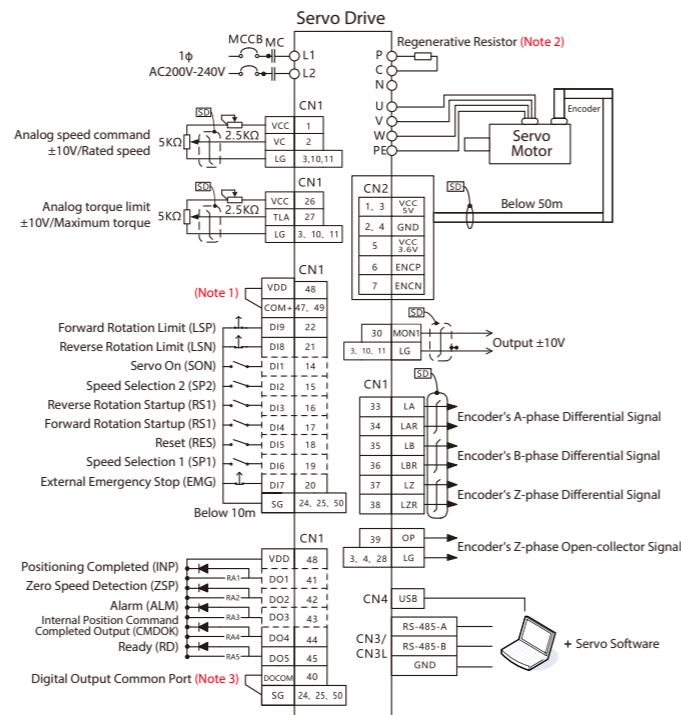 Servo Drive
MCCB MC
1ϕ
AC200V-240V
L1
L2
P
C
N
U
V
W
PE
Regenerative Resistor (Note 2)
Encoder
Servo
Motor
CN1
SD
Analog speed command
±10V/Rated speed
5KΩ
2.5KΩ
VCC 1
VC 2
LG 3,10,11
CN1
SD
Analog torque limit
±10V/Maximum torque
5KΩ
2.5KΩ
VCC 26
TLA 27
LG 3、10、11
CN2
1、3 VCC 5V
2、4 GND
5 VCC 3.6V
6 ENCP
7 ENCN
SD
Below 50m
CN1
(Note 1)
VDD 48
COM+ 47、49
Forward Rotation Limit (LSP) DI9 22
Reverse Rotation Limit (LSN) DI8 21
Servo On (SON) DI1 14
Speed Selection 2 (SP2) DI2 15
Reverse Rotation Startup (RS1) DI3 16
Forward Rotation Startup (RS1) DI4 17
Reset (RES) DI5 18
Speed Selection 1 (SP1) DI6 19
External Emergency Stop (EMG) DI7 20
Below 10m
SG 24、25、50
SD
30 MON1
3、10、11 LG
Output ±10V
CN1
SD
33 LA
34 LAR
Encoder's A-phase Differential Signal
35 LB
36 LBR
Encoder's B-phase Differential Signal
37 LZ
38 LZR
Encoder's Z-phase Differential Signal
39 OP
3、4、28 LG
Encoder's Z-phase Open-collector Signal
CN1
VDD 48
Positioning Completed (INP) RA1 DO1 41
Zero Speed Detection (ZSP) RA2 DO2 42
Alarm (ALM) RA3 DO3 43
Internal Position Command
Completed Output (CMDOK) RA4 DO4 44
Ready (RD) RA5 DO5 45
Digital Output Common Port (Note 3) DOCOM 40
SG 24、25、50
CN4 USB
CN3/
CN3L
RS-485-A
RS-485-B
GND
+ Servo Software